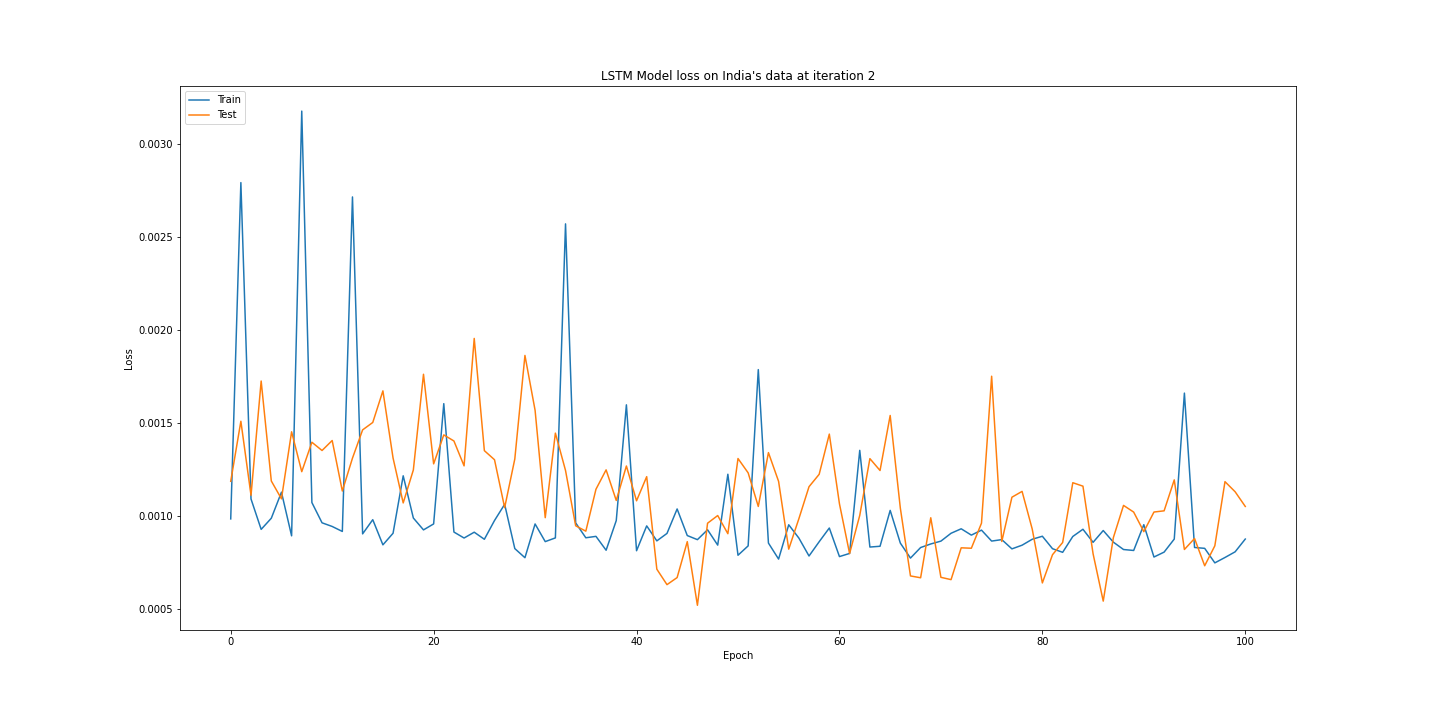 LSTM Model loss on India's data at iteration 2
Train
Test
0.0030
0.0025
0.0020
0.0015
0.0010
0.0005
Loss
0 20 40 60 80 100
Epoch